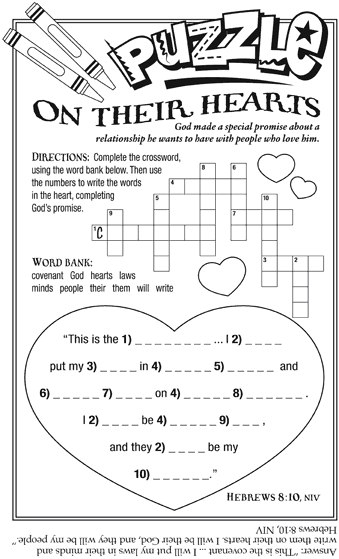 PUZZLE
ON THEIR HEARTS
God made a special promise about a
relationship he wants to have with people who love him.
DIRECTIONS: Complete the crossword,
using the word bank below. Then use
the numbers to write the words
in the heart, completing
God's promise.
8 6
4
5 10
9 7
1 C
3 2
WORD BANK:
covenant God hearts laws
minds people their them will write
"This is the 1) _ _ _ _ _ _ _ _ ... I 2) _ _ _ _
put my 3) _ _ _ _ in 4) _ _ _ _ _ 5) _ _ _ _ _ and
6) _ _ _ _ _ 7) _ _ _ _ on 4) _ _ _ _ _ 8) _ _ _ _ _ _ .
I 2) _ _ _ _ be 4) _ _ _ _ _ 9) _ _ _ ,
and they 2) _ _ _ _ be my
10) _ _ _ _ _ _."
HEBREWS 8:10, NIV
Answer: "This is the covenant ... I will put my laws in their minds and
write them on their hearts. I will be their God, and they will be my people."
Hebrews 8:10, NIV